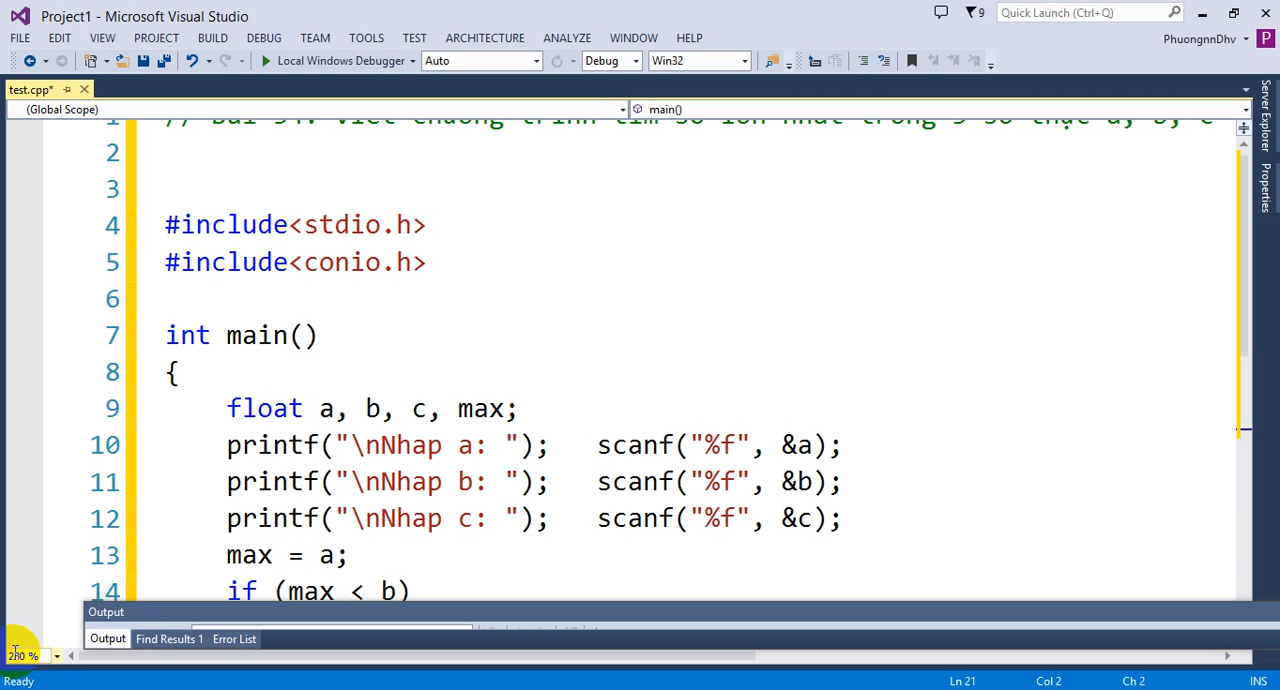 Project1 - Microsoft Visual Studio
9
Quick Launch (Ctrl+Q)
FILE EDIT VIEW PROJECT BUILD DEBUG TEAM TOOLS TEST ARCHITECTURE ANALYZE WINDOW HELP
PhuongnnDhv P
Local Windows Debugger Auto Debug Win32
test.cpp*
(Global Scope) main()
Server Explorer
Properties
2
3
4 #include<stdio.h>
5 #include<conio.h>
6
7 int main()
8 {
9 float a, b, c, max;
10 printf("\nNhap a: "); scanf("%f", &a);
11 printf("\nNhap b: "); scanf("%f", &b);
12 printf("\nNhap c: "); scanf("%f", &c);
13 max = a;
14 if (max < b)
Output
Output Find Results 1 Error List
Ready Ln 21 Col 2 Ch 2 INS